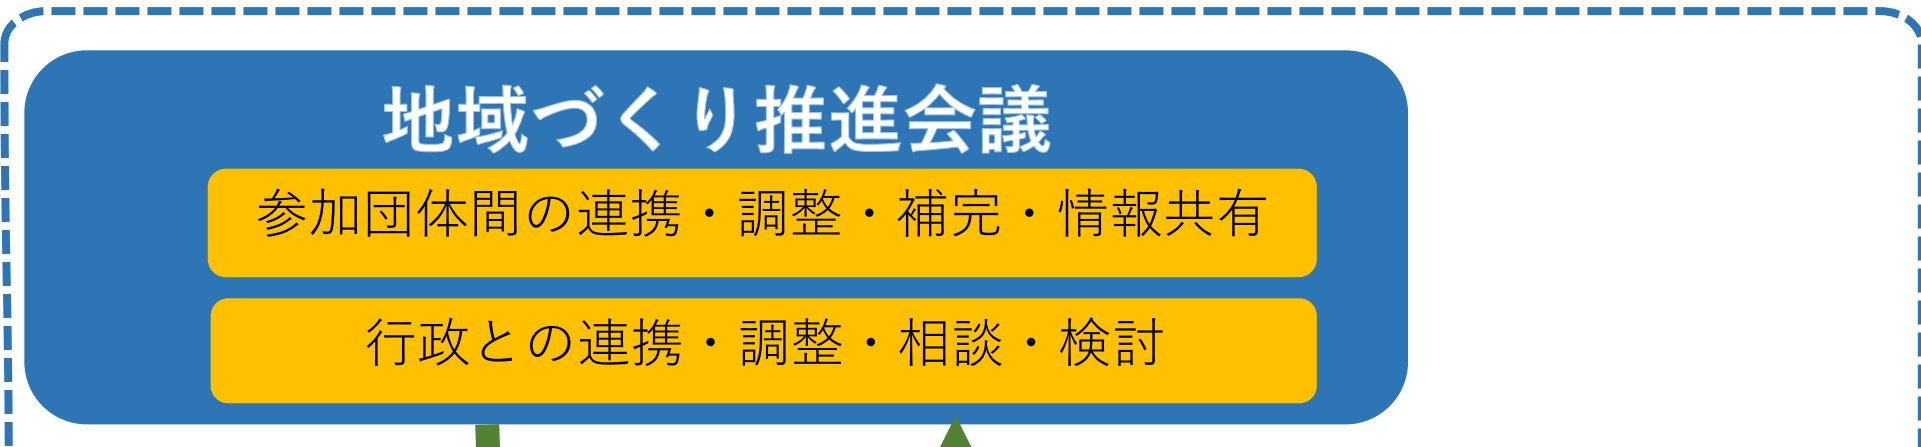 地域づくり推進会議
参加団体間の連携・調整・補完・情報共有
行政との連携・調整・相談・検討